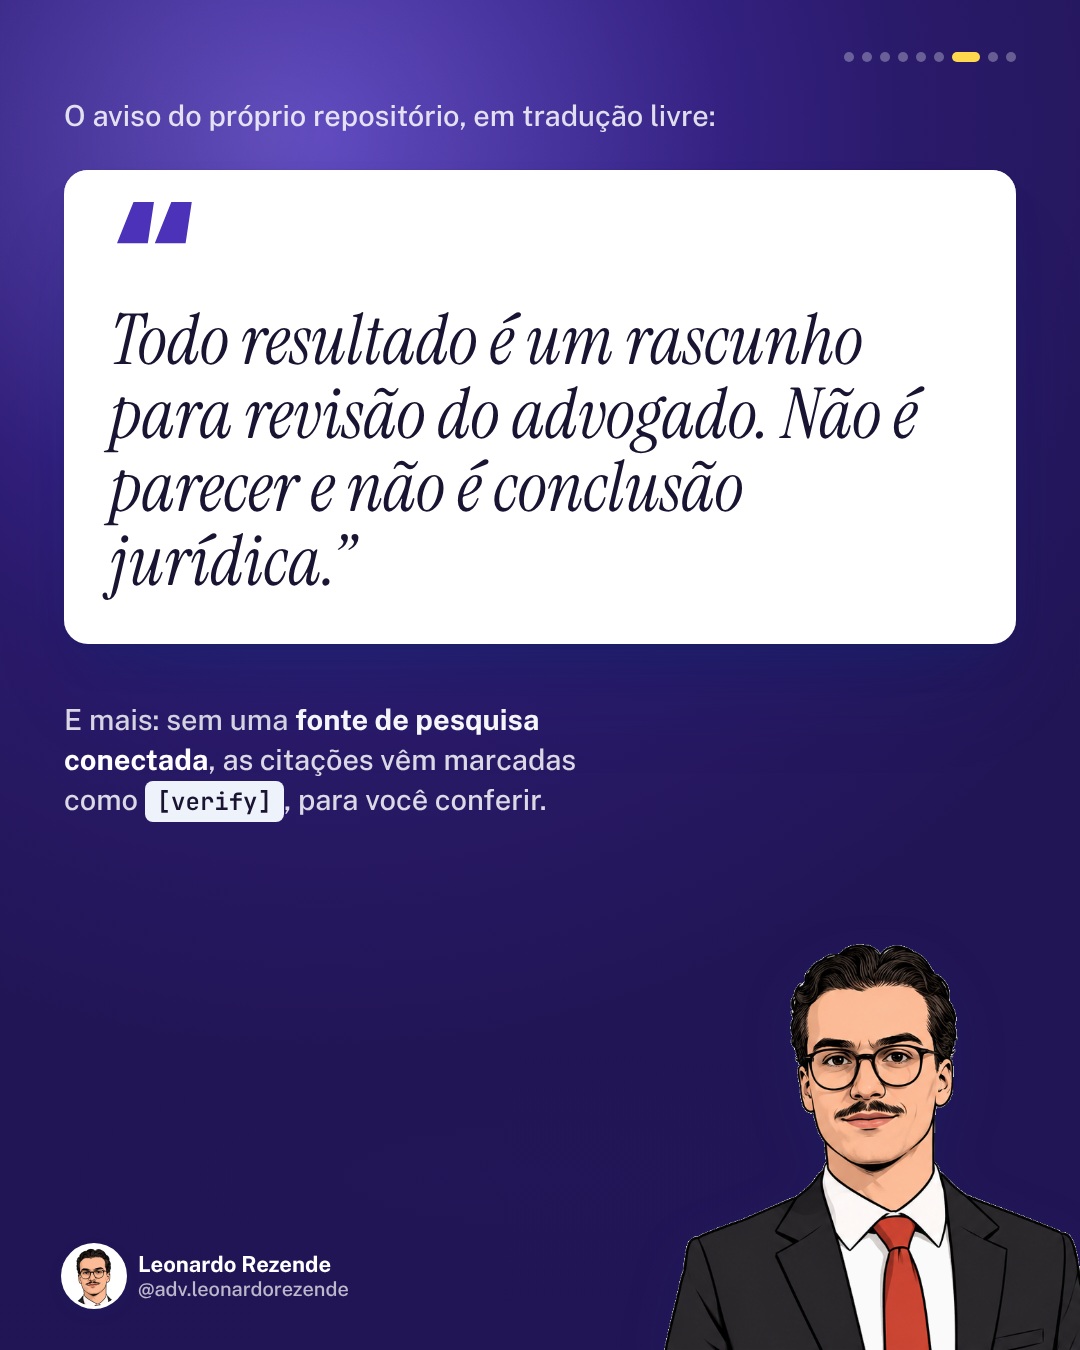 O aviso do próprio repositório, em tradução livre:
“
Todo resultado é um rascunho
para revisão do advogado. Não é
parecer e não é conclusão
jurídica.”
E mais: sem uma fonte de pesquisa
conectada, as citações vêm marcadas
como [verify], para você conferir.
Leonardo Rezende
@adv.leonardorezende